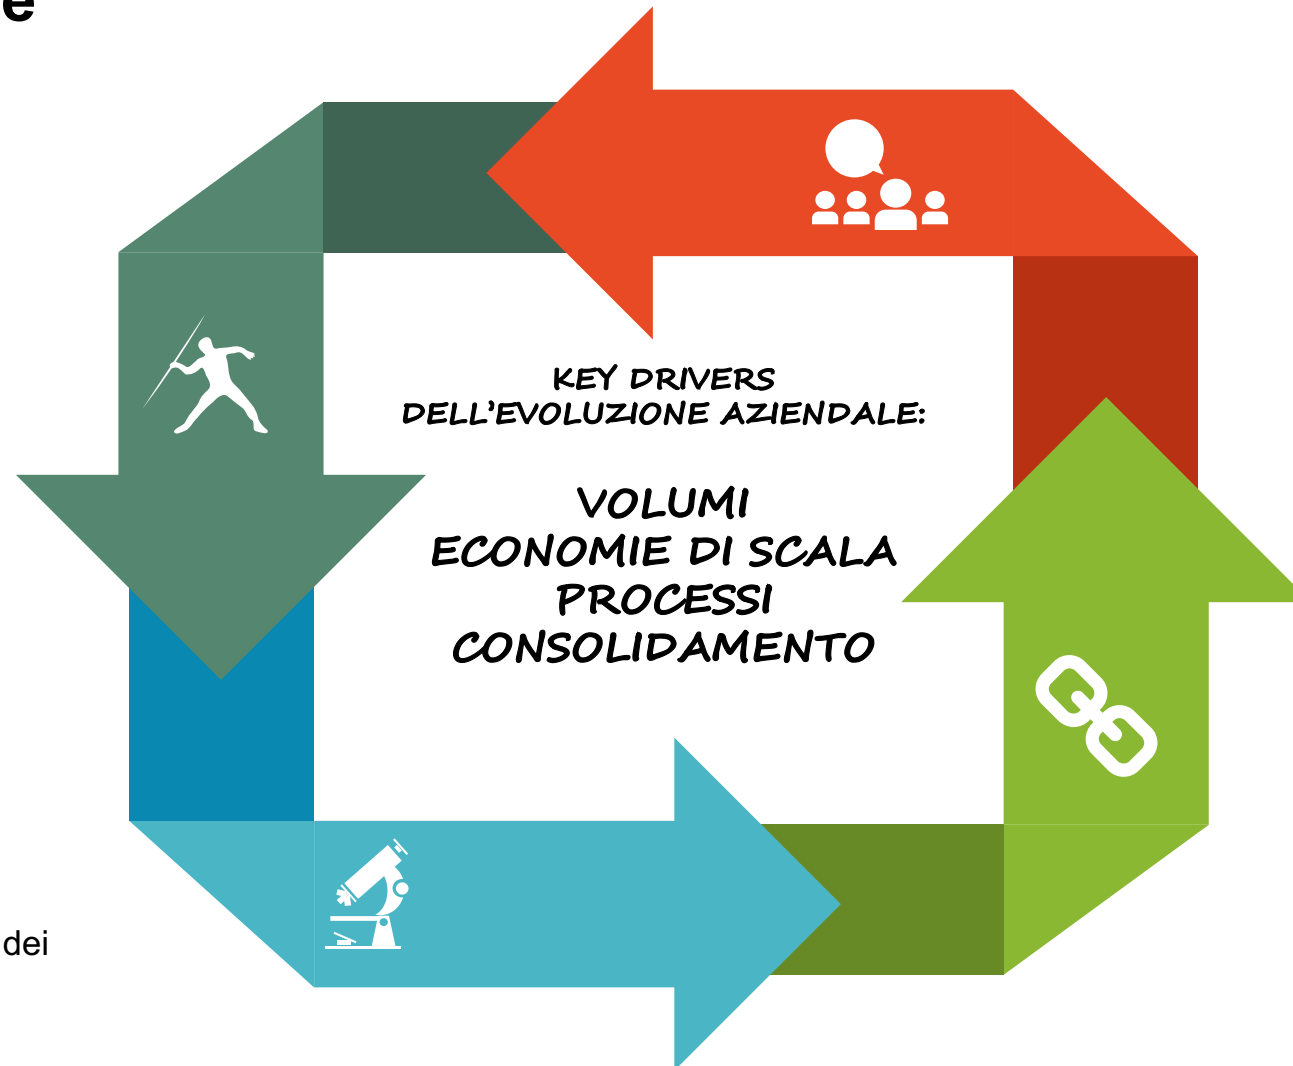 e
KEY DRIVERS
DELL'EVOLUZIONE AZIENDALE:
VOLUMI
ECONOMIE DI SCALA
PROCESSI
CONSOLIDAMENTO
dei